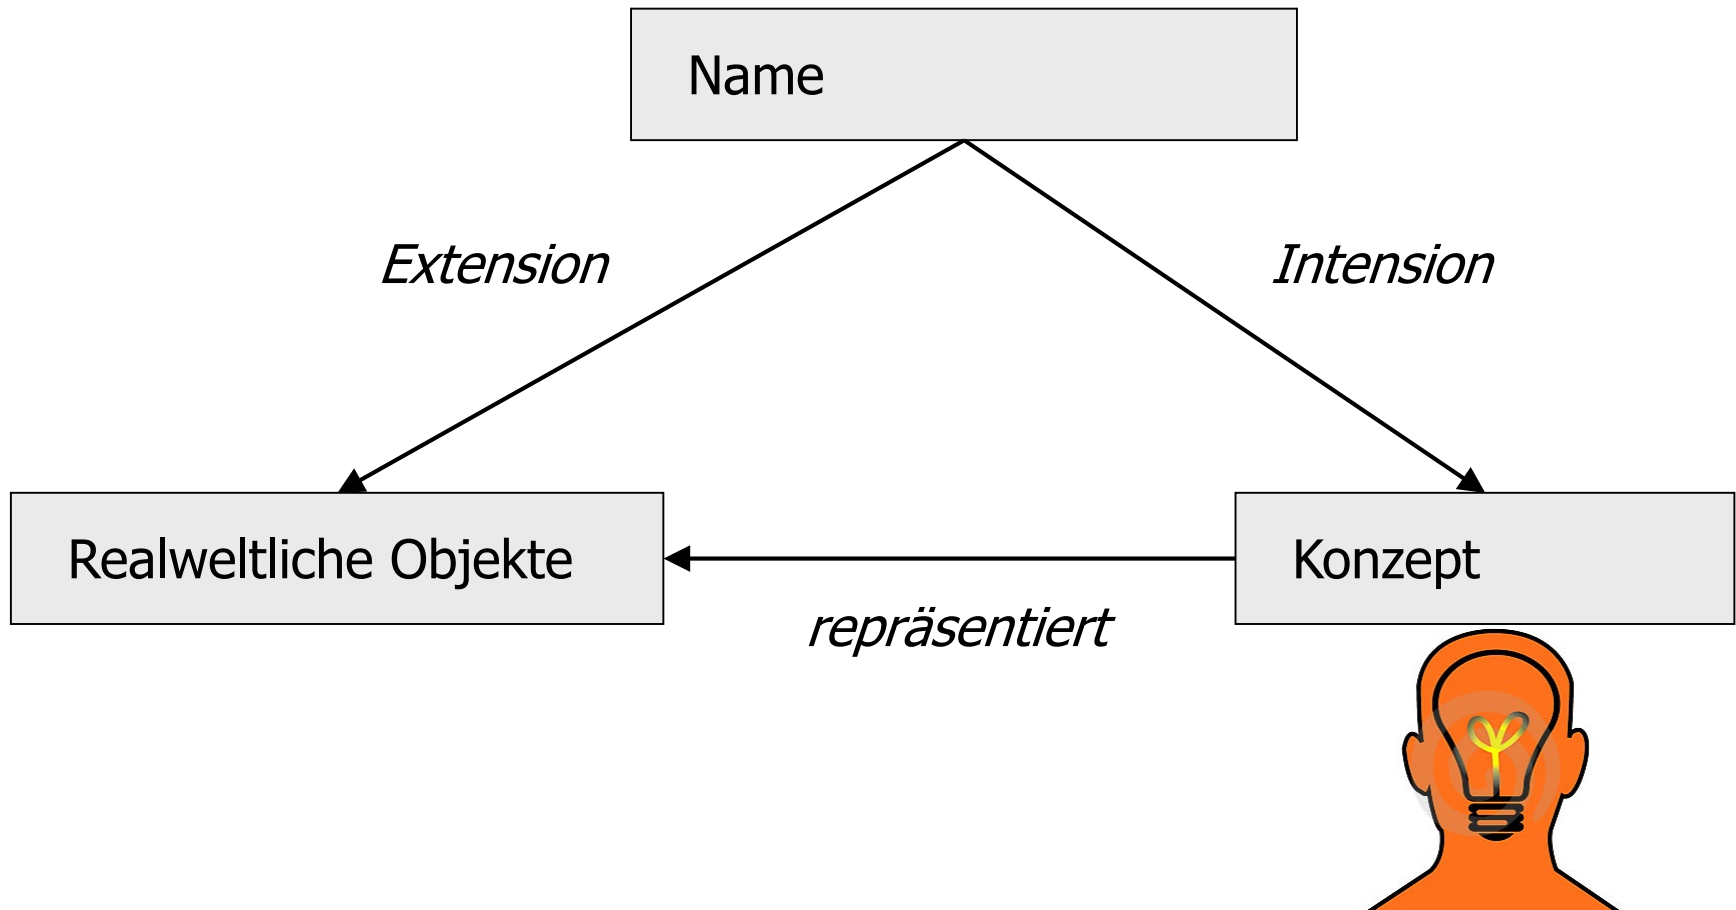 Name
Extension
Intension
Realweltliche Objekte
Konzept
repräsentiert